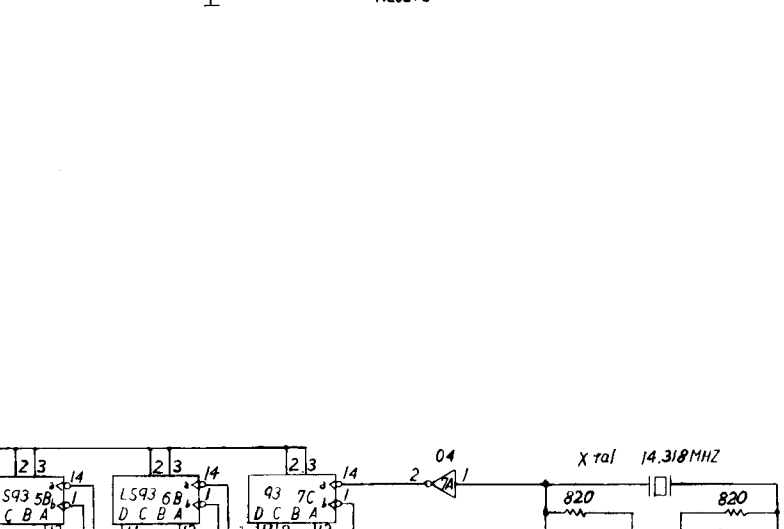 04
X tal 14.318MHZ
2 3 14
2 3 14
2 3 14
2 1
S93 5B a
LS93 6B a
93 7C a
7A
b 1
b 1
b 1
820
820
C B A
D C B A
D C B A